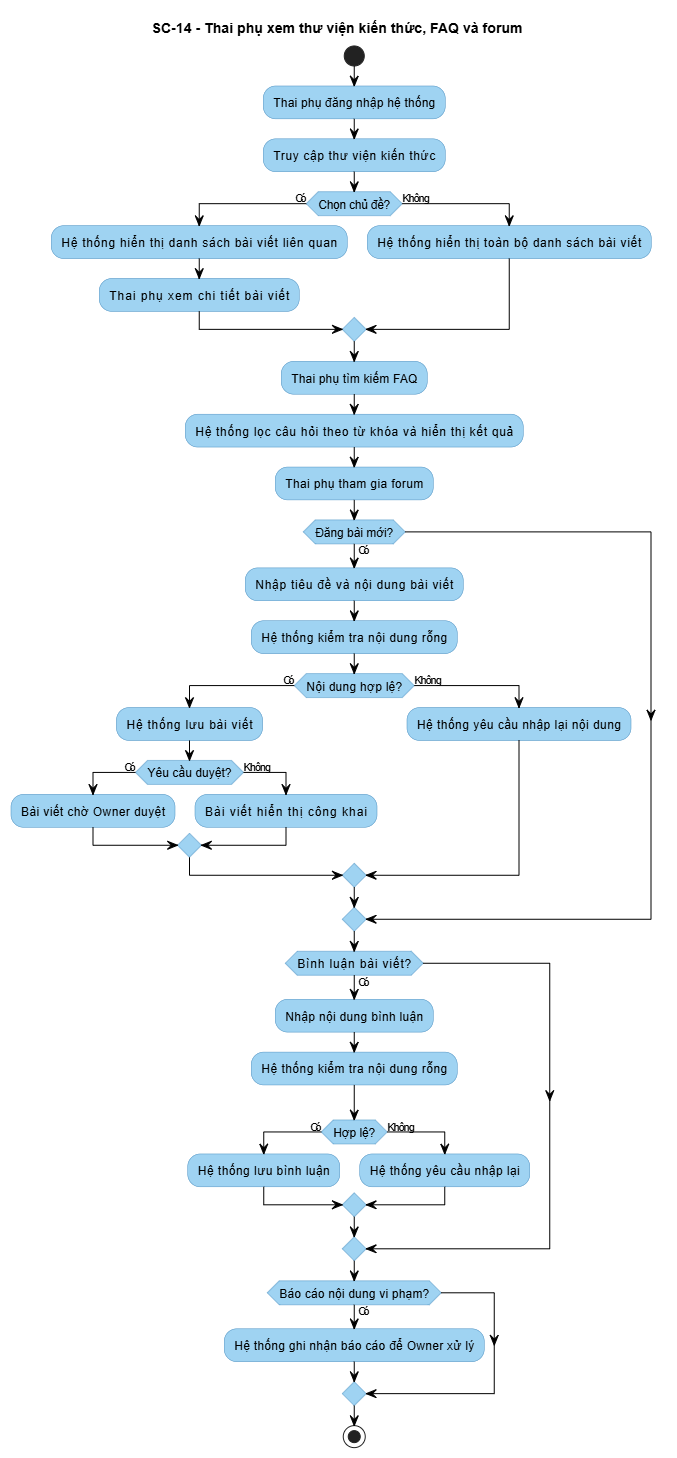 SC-14 - Thai phụ xem thư viện kiến thức, FAQ và forum
Thai phụ đăng nhập hệ thống
Truy cập thư viện kiến thức
Có
Chọn chủ đề?
Không
Hệ thống hiển thị danh sách bài viết liên quan
Hệ thống hiển thị toàn bộ danh sách bài viết
Thai phụ xem chi tiết bài viết
Thai phụ tìm kiếm FAQ
Hệ thống lọc câu hỏi theo từ khóa và hiển thị kết quả
Thai phụ tham gia forum
Đăng bài mới?
Có
Nhập tiêu đề và nội dung bài viết
Hệ thống kiểm tra nội dung rỗng
Có
Nội dung hợp lệ?
Không
Hệ thống lưu bài viết
Hệ thống yêu cầu nhập lại nội dung
Có
Yêu cầu duyệt?
Không
Bài viết chờ Owner duyệt
Bài viết hiển thị công khai
Bình luận bài viết?
Có
Nhập nội dung bình luận
Hệ thống kiểm tra nội dung rỗng
Có
Hợp lệ?
Không
Hệ thống lưu bình luận
Hệ thống yêu cầu nhập lại
Báo cáo nội dung vi phạm?
Có
Hệ thống ghi nhận báo cáo để Owner xử lý